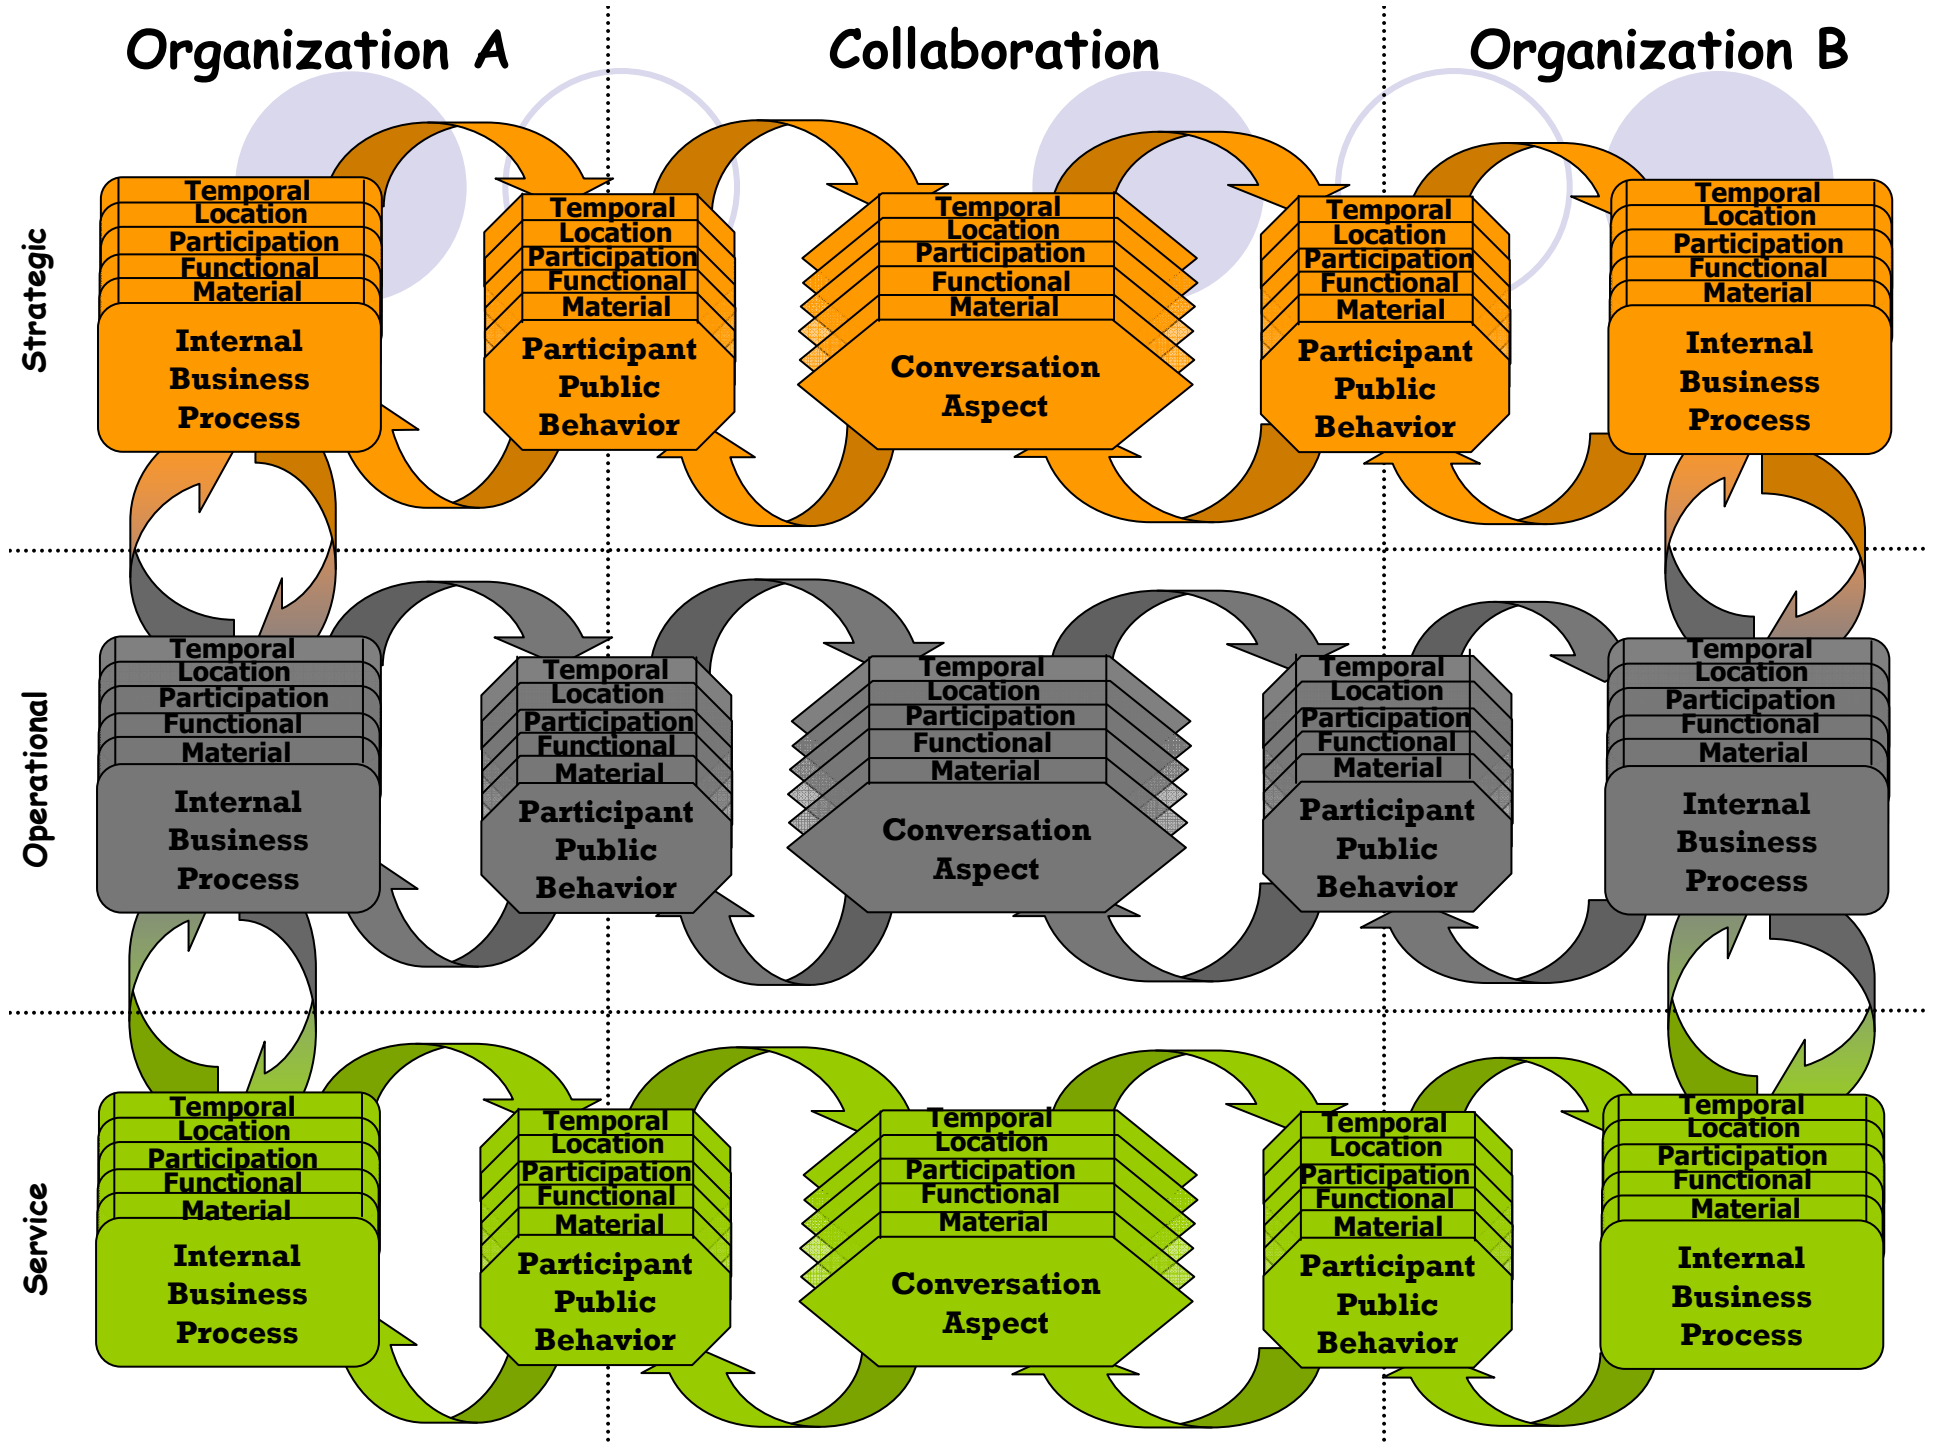 Organization A
Collaboration
Organization B
Strategic
Temporal
Location
Participation
Functional
Material
Internal
Business
Process
Temporal
Location
Participation
Functional
Material
Participant
Public
Behavior
Temporal
Location
Participation
Functional
Material
Conversation
Aspect
Temporal
Location
Participation
Functional
Material
Participant
Public
Behavior
Temporal
Location
Participation
Functional
Material
Internal
Business
Process
Operational
Temporal
Location
Participation
Functional
Material
Internal
Business
Process
Temporal
Location
Participation
Functional
Material
Participant
Public
Behavior
Temporal
Location
Participation
Functional
Material
Conversation
Aspect
Temporal
Location
Participation
Functional
Material
Participant
Public
Behavior
Temporal
Location
Participation
Functional
Material
Internal
Business
Process
Service
Temporal
Location
Participation
Functional
Material
Internal
Business
Process
Temporal
Location
Participation
Functional
Material
Participant
Public
Behavior
Temporal
Location
Participation
Functional
Material
Conversation
Aspect
Temporal
Location
Participation
Functional
Material
Participant
Public
Behavior
Temporal
Location
Participation
Functional
Material
Internal
Business
Process